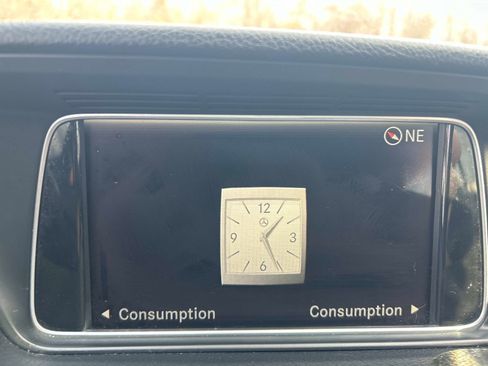 NE
12
9 3
6
◄ Consumption Consumption ►